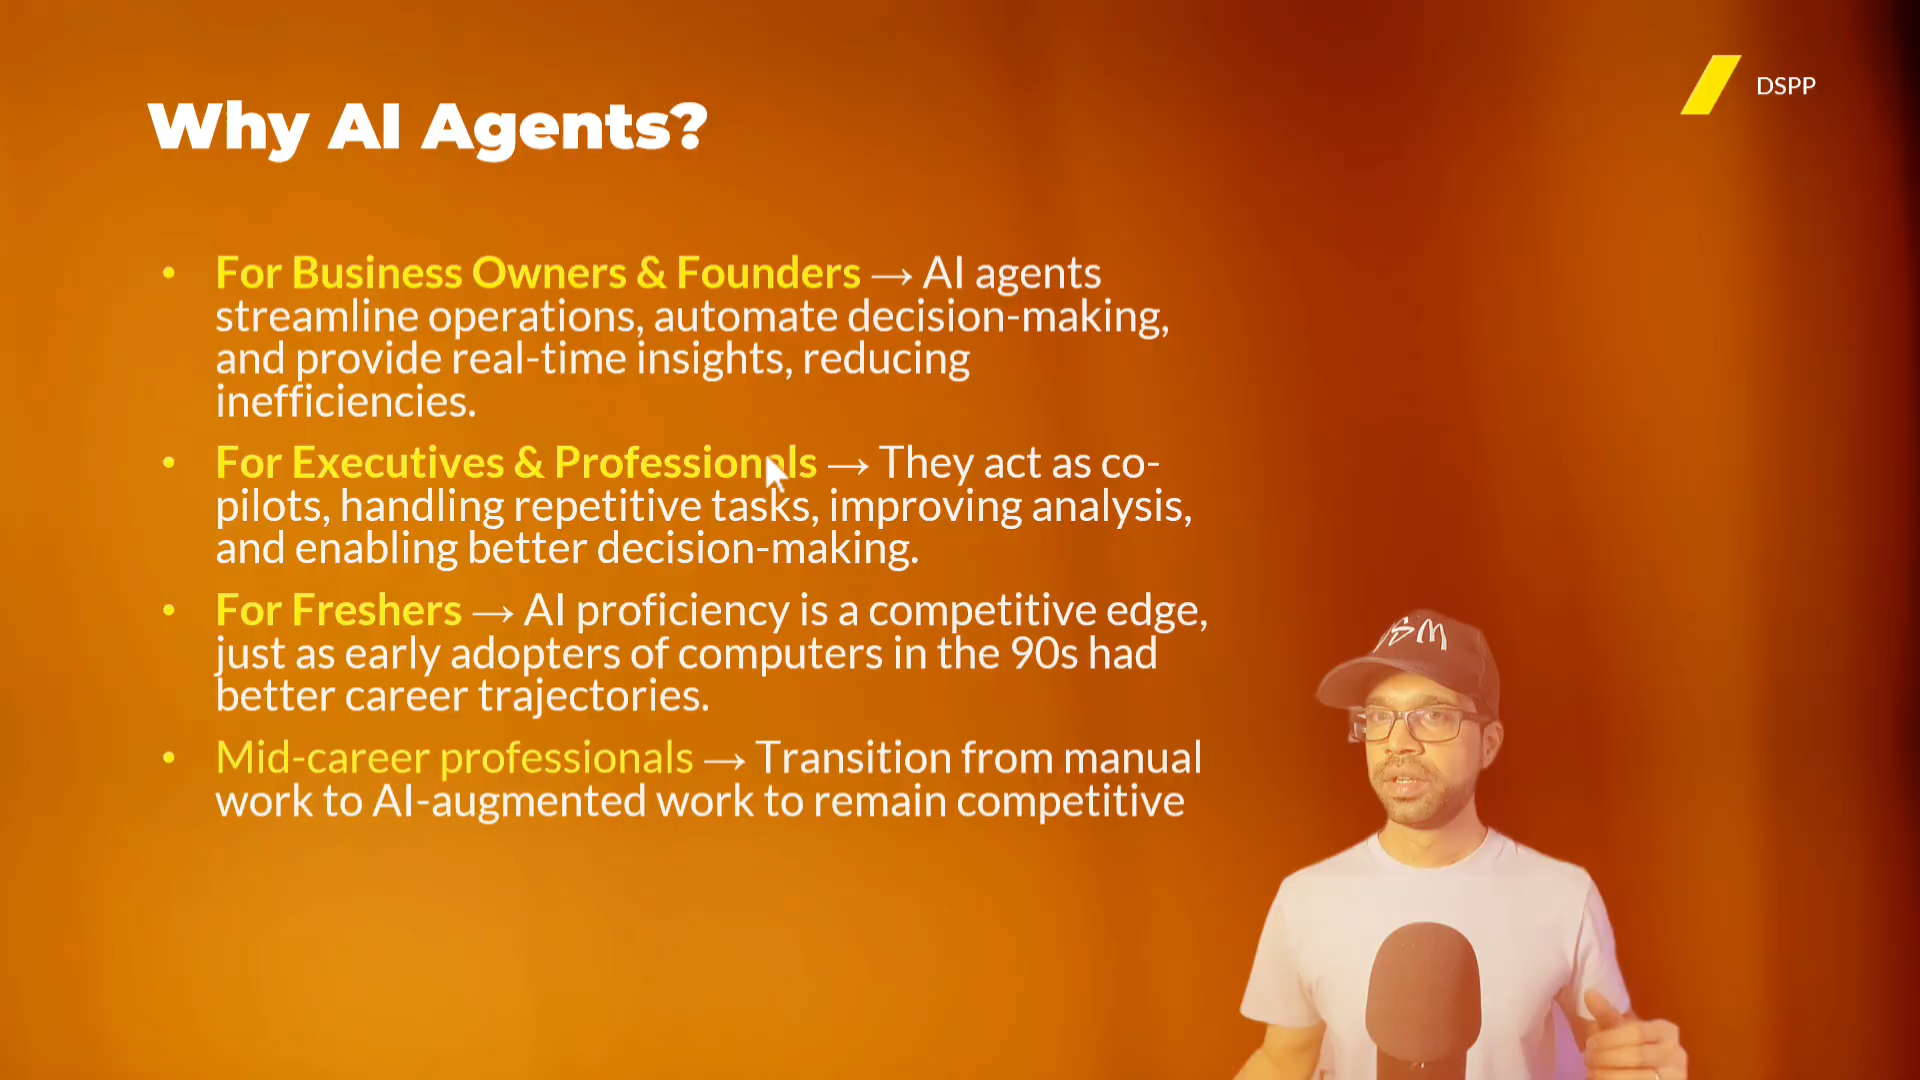 DSPP
Why AI Agents?
• For Business Owners & Founders → AI agents
streamline operations, automate decision-making,
and provide real-time insights, reducing
inefficiencies.
• For Executives & Professionals → They act as co-
pilots, handling repetitive tasks, improving analysis,
and enabling better decision-making.
• For Freshers → AI proficiency is a competitive edge,
just as early adopters of computers in the 90s had
better career trajectories.
• Mid-career professionals → Transition from manual
work to AI-augmented work to remain competitive